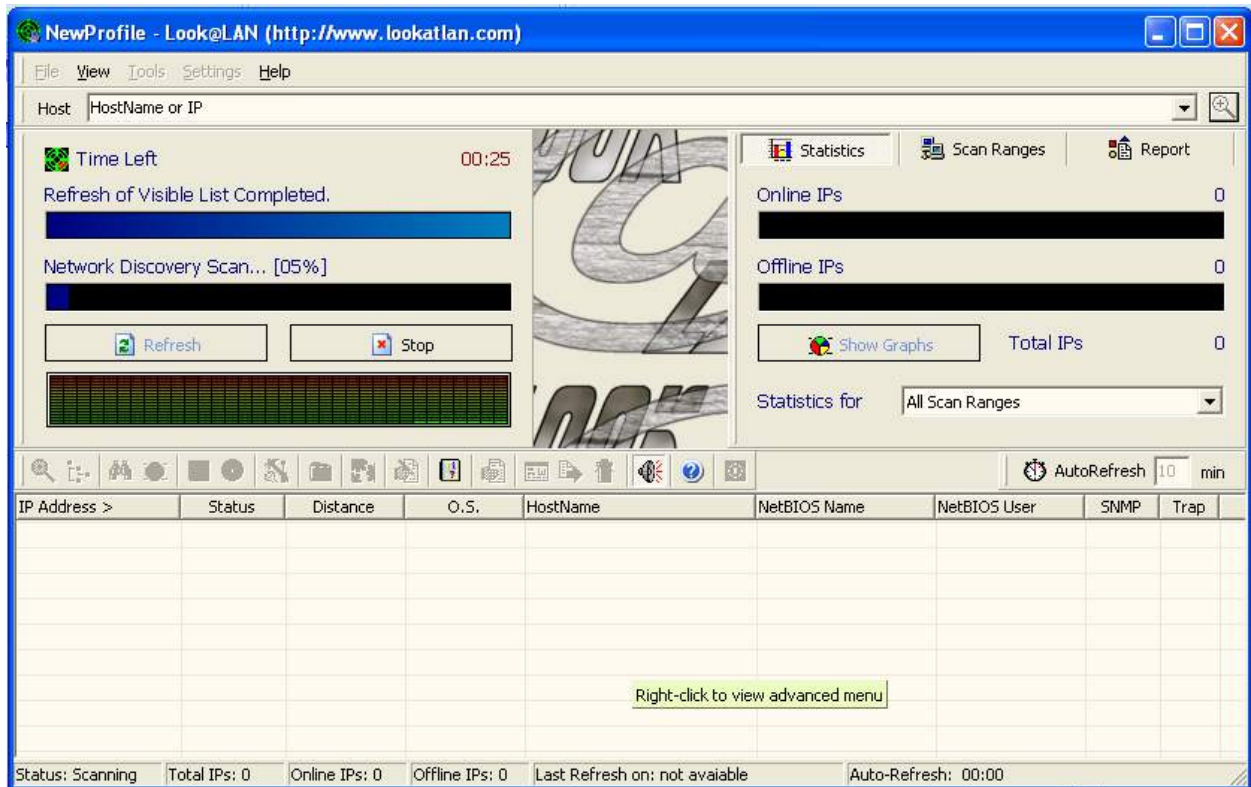 NewProfile - Look@LAN (http://www.lookatlan.com)
File View Tools Settings Help
Host HostName or IP
Time Left 00:25
Refresh of Visible List Completed.
Network Discovery Scan... [05%]
Refresh Stop
LOOK
LOOK
Statistics Scan Ranges Report
Online IPs 0
Offline IPs 0
Show Graphs Total IPs 0
Statistics for All Scan Ranges
AutoRefresh 10 min
IP Address > Status Distance O.S. HostName NetBIOS Name NetBIOS User SNMP Trap
Right-click to view advanced menu
Status: Scanning Total IPs: 0 Online IPs: 0 Offline IPs: 0 Last Refresh on: not avaiable Auto-Refresh: 00:00